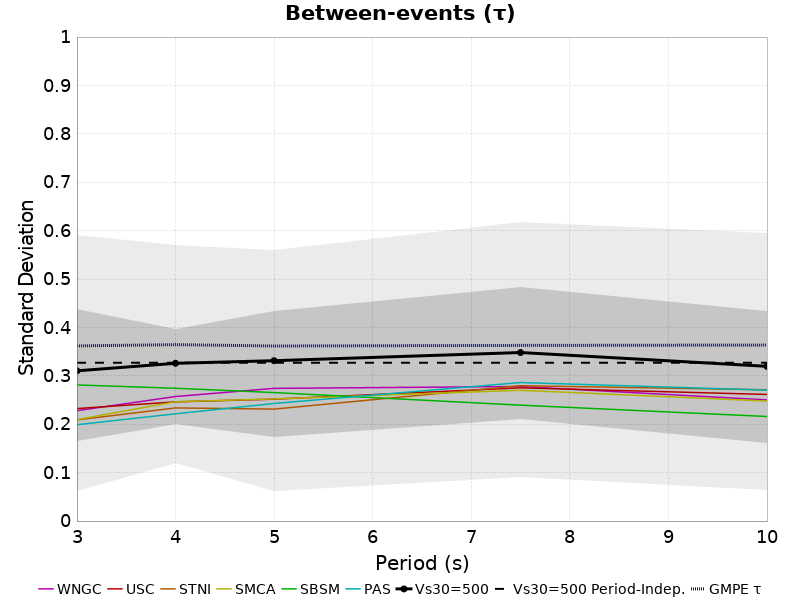 Between-events (τ)
Standard Deviation
1
0.9
0.8
0.7
0.6
0.5
0.4
0.3
0.2
0.1
0
3 4 5 6 7 8 9 10
Period (s)
WNGC USC STNI SMCA SBSM PAS Vs30=500 Vs30=500 Period-Indep. GMPE τ